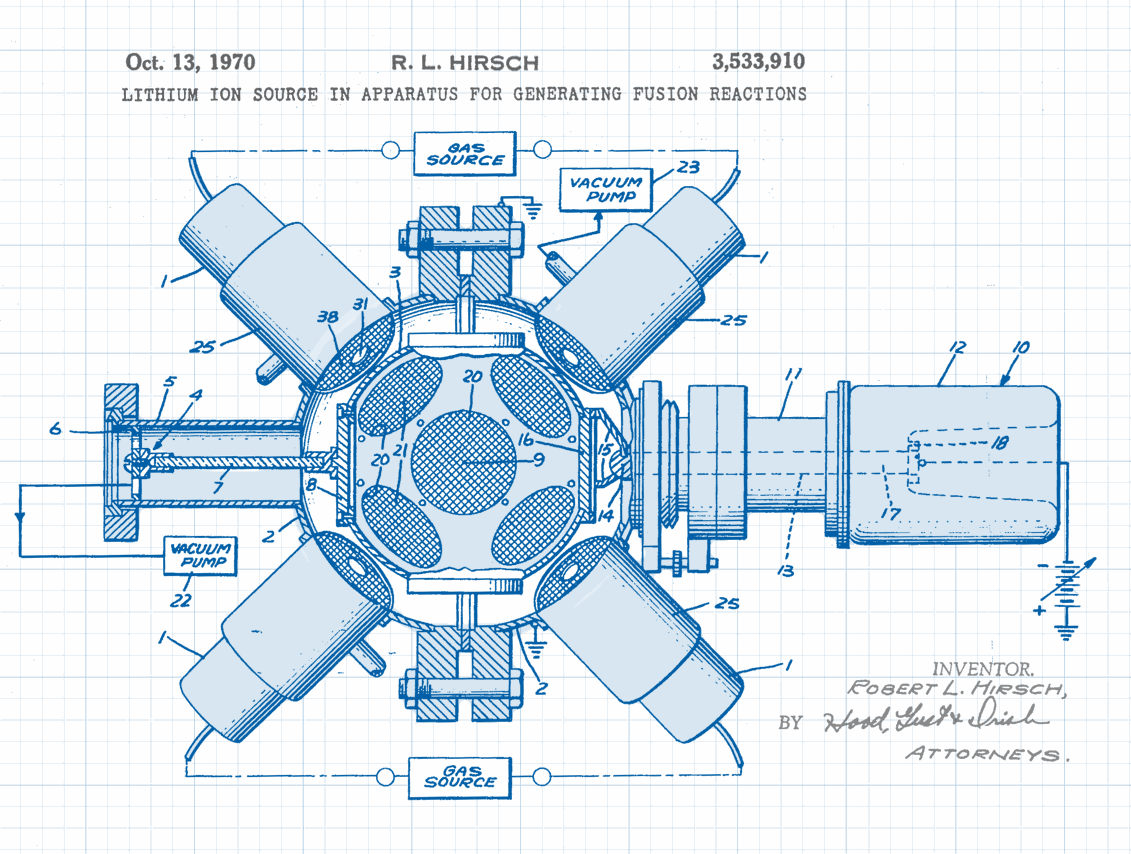 Oct. 13, 1970 R. L. HIRSCH 3,533,910
LITHIUM ION SOURCE IN APPARATUS FOR GENERATING FUSION REACTIONS
GAS
SOURCE
VACUUM
PUMP
23
1
1
3
31
38
25
25
12
10
11
5
4
6
20
16
15
18
20
21
9
7
8
14
17
2
13
VACUUM
PUMP
22
25
1
1
2
- 
+
INVENTOR.
ROBERT L. HIRSCH,
BY Hood, Gust & Irish
ATTORNEYS.
GAS
SOURCE